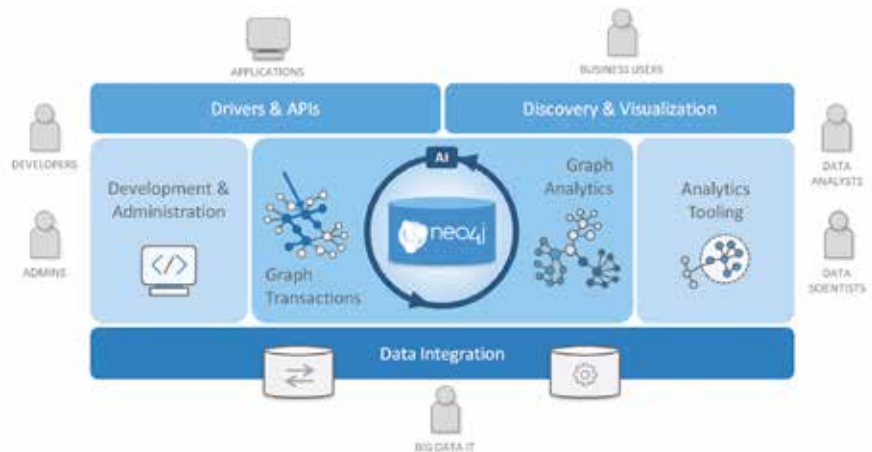 APPLICATIONS
BUSINESS USERS
Drivers & APIs
Discovery & Visualization
DEVELOPERS
ADMINS
Development &
Administration
</>
Graph
Transactions
AI
neo4j
Graph
Analytics
Analytics
Tooling
DATA
ANALYSTS
DATA
SCIENTISTS
Data Integration
BIG DATA IT